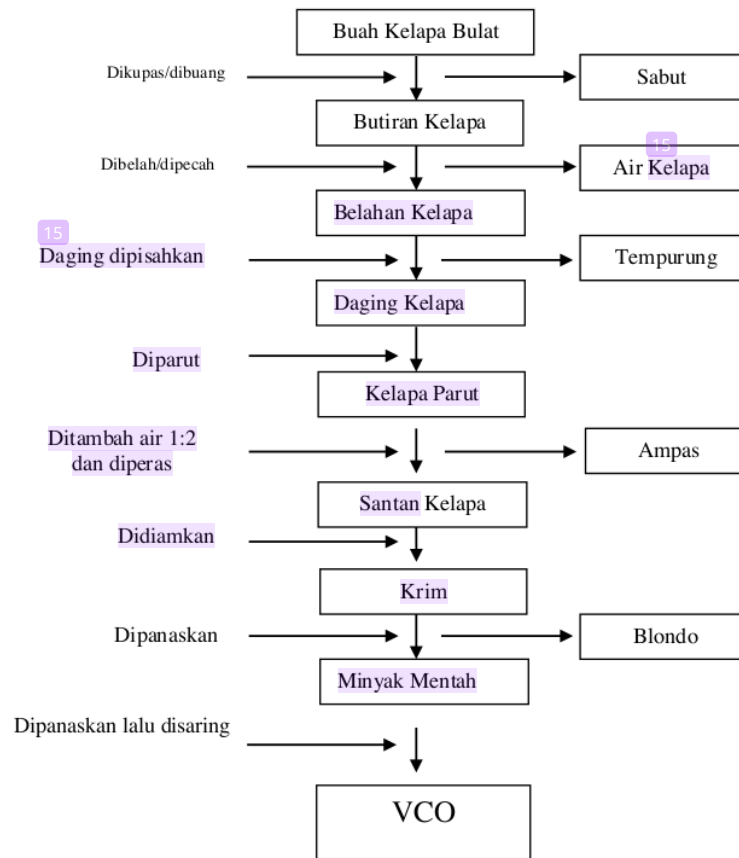 Buah Kelapa Bulat
Dikupas/dibuang
Sabut
Butiran Kelapa
Dibelah/dipecah
15
Air Kelapa
Belahan Kelapa
15
Daging dipisahkan
Tempurung
Daging Kelapa
Diparut
Kelapa Parut
Ditambah air 1:2
dan diperas
Ampas
Santan Kelapa
Didiamkan
Krim
Dipanaskan
Blondo
Minyak Mentah
Dipanaskan lalu disaring
VCO